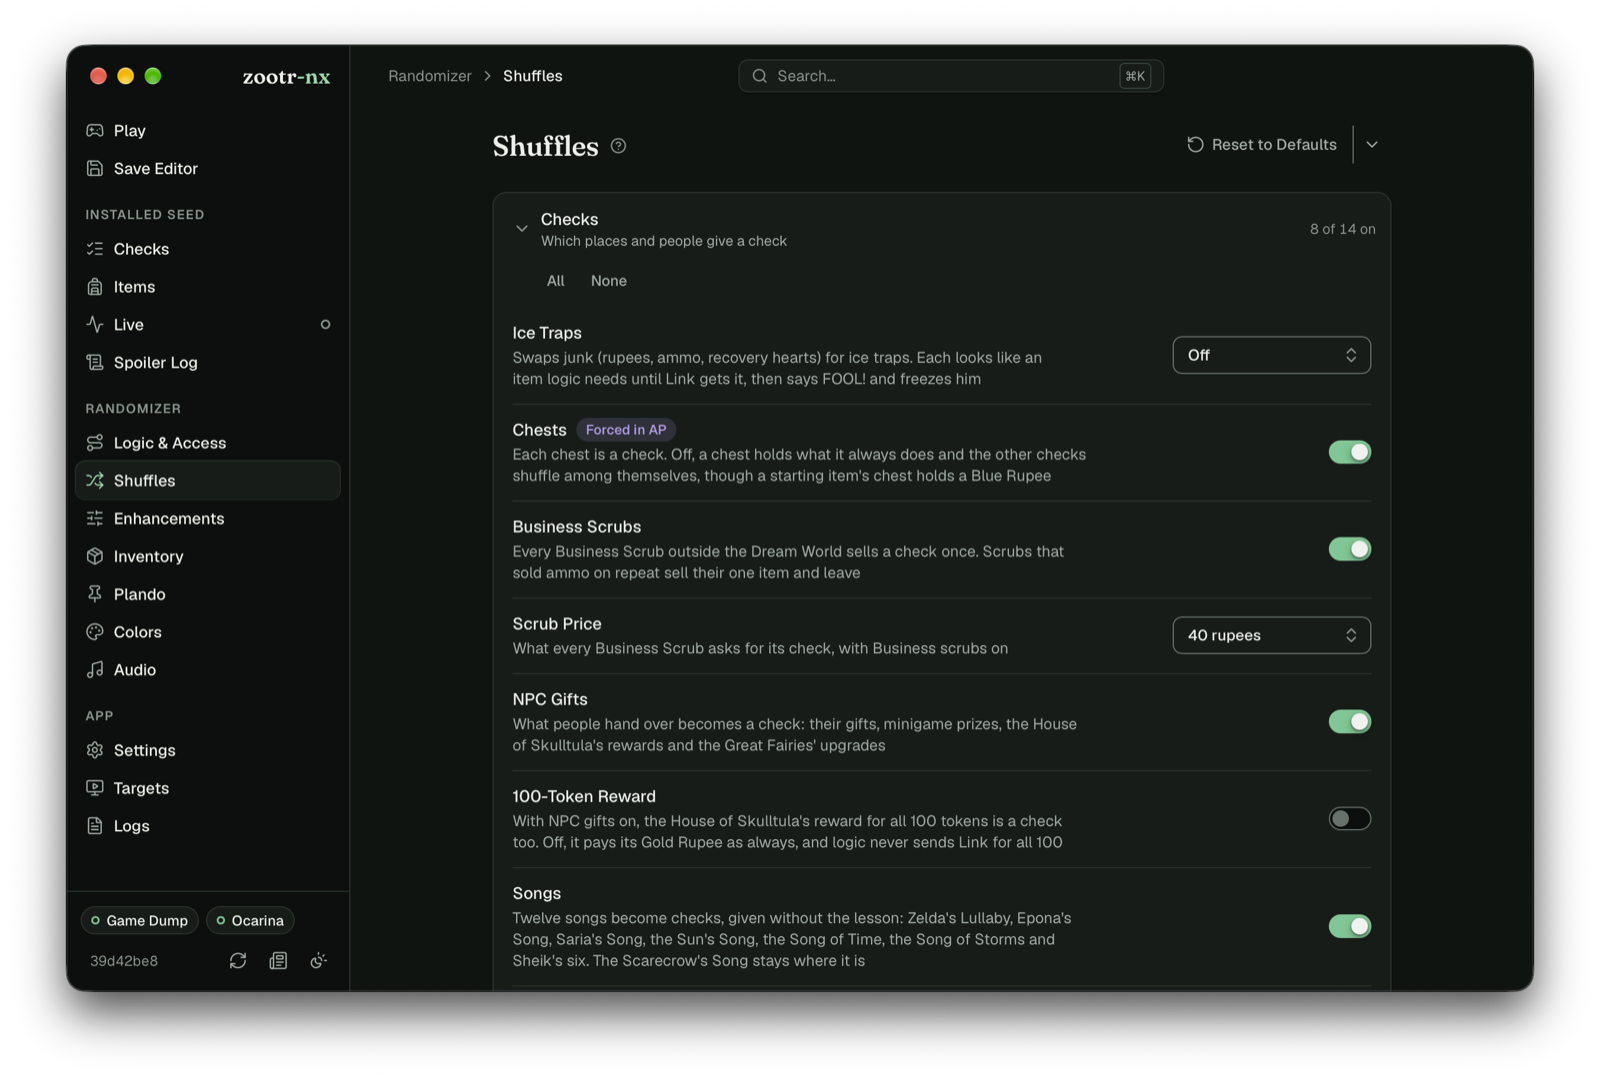 zootr-nx
Randomizer > Shuffles
Search...
⌘K
Play
Save Editor
INSTALLED SEED
Checks
Items
Live
Spoiler Log
RANDOMIZER
Logic & Access
Shuffles
Enhancements
Inventory
Plando
Colors
Audio
APP
Settings
Targets
Logs
Game Dump
Ocarina
39d42be8
Shuffles
Reset to Defaults
Checks
Which places and people give a check
8 of 14 on
All None
Ice Traps
Swaps junk (rupees, ammo, recovery hearts) for ice traps. Each looks like an
item logic needs until Link gets it, then says FOOL! and freezes him
Off
Chests Forced in AP
Each chest is a check. Off, a chest holds what it always does and the other checks
shuffle among themselves, though a starting item's chest holds a Blue Rupee
Business Scrubs
Every Business Scrub outside the Dream World sells a check once. Scrubs that
sold ammo on repeat sell their one item and leave
Scrub Price
What every Business Scrub asks for its check, with Business scrubs on
40 rupees
NPC Gifts
What people hand over becomes a check: their gifts, minigame prizes, the House
of Skulltula's rewards and the Great Fairies' upgrades
100-Token Reward
With NPC gifts on, the House of Skulltula's reward for all 100 tokens is a check
too. Off, it pays its Gold Rupee as always, and logic never sends Link for all 100
Songs
Twelve songs become checks, given without the lesson: Zelda's Lullaby, Epona's
Song, Saria's Song, the Sun's Song, the Song of Time, the Song of Storms and
Sheik's six. The Scarecrow's Song stays where it is